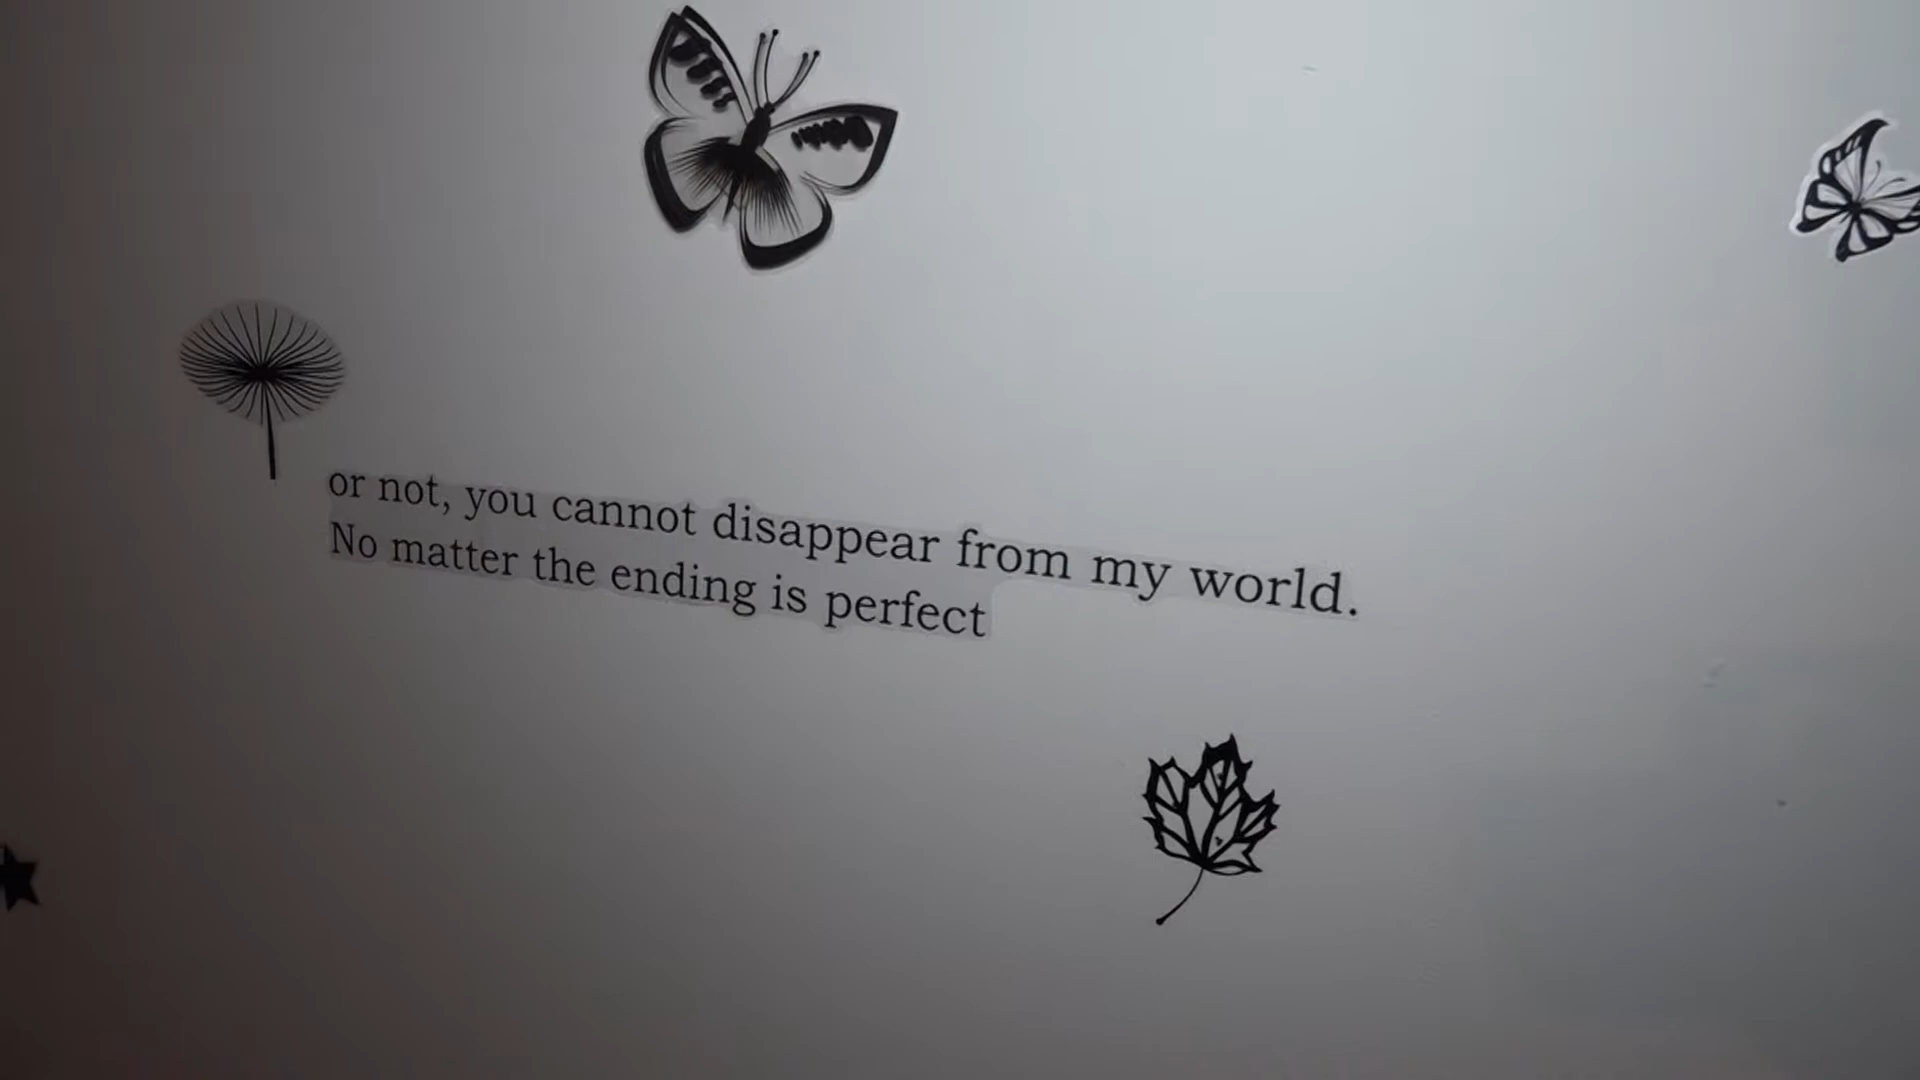 or not, you cannot disappear from my world.
No matter the ending is perfect